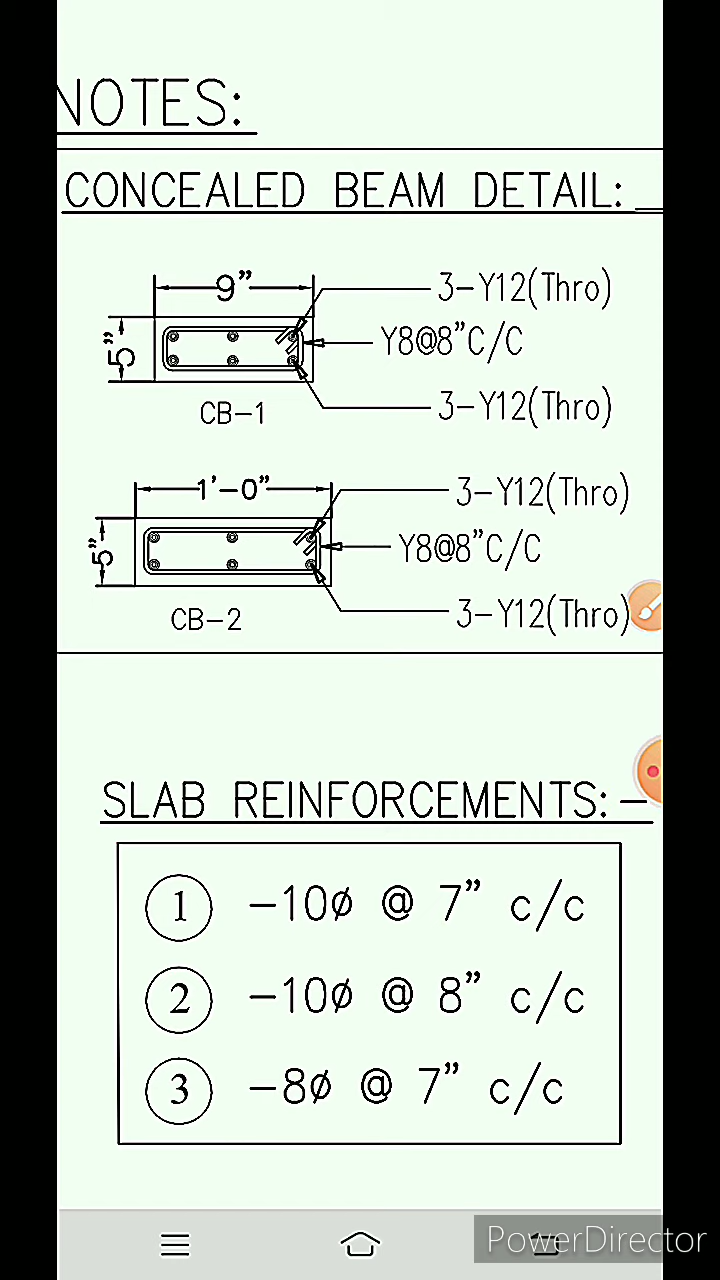 NOTES:
CONCEALED BEAM DETAIL:
9"
3-Y12(Thro)
5"
Y8@8"C/C
3-Y12(Thro)
CB-1
1'-0"
3-Y12(Thro)
5"
Y8@8"C/C
3-Y12(Thro)
CB-2
SLAB REINFORCEMENTS:-
1 -10ø @ 7" c/c
2 -10ø @ 8" c/c
3 -8ø @ 7" c/c
PowerDirector